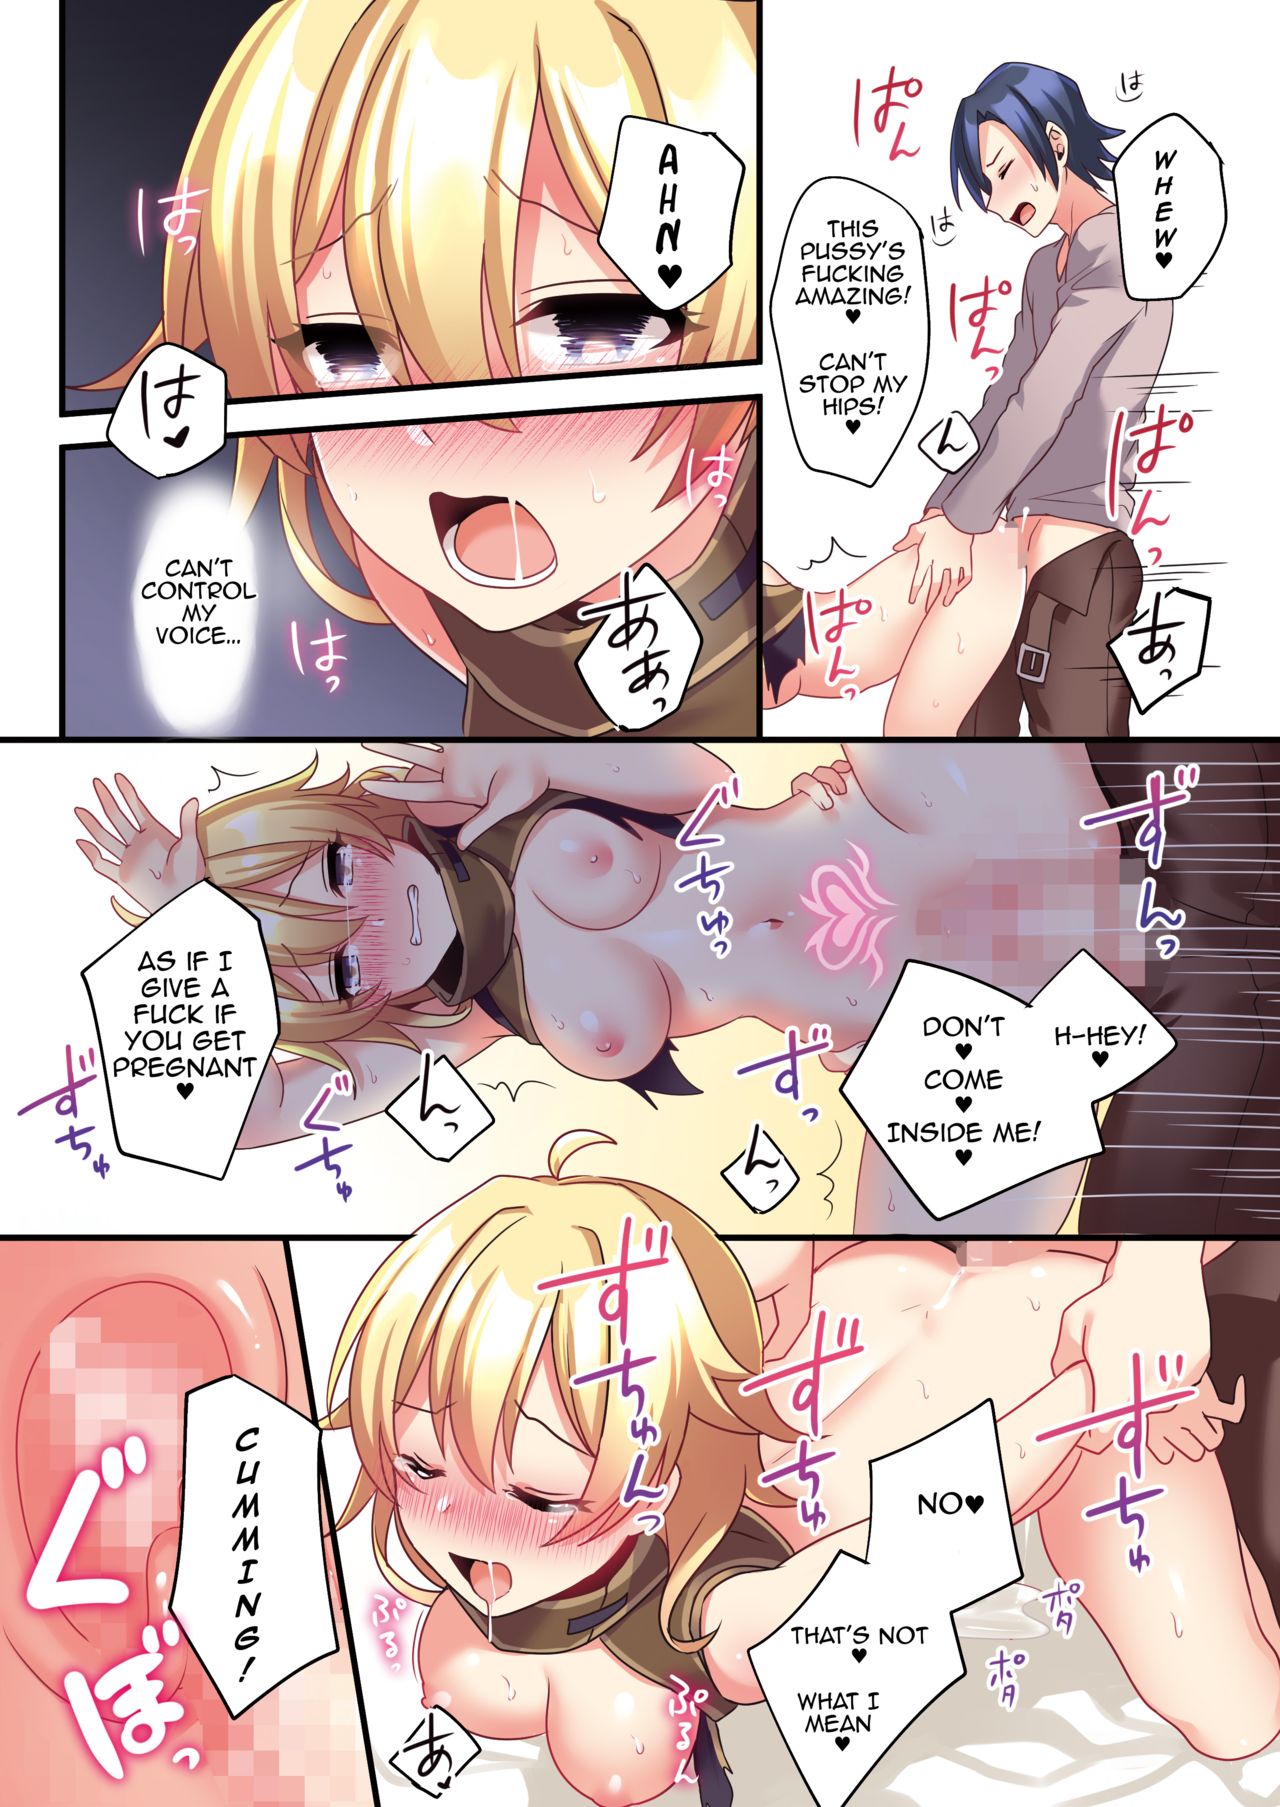 WHEW♥
は
は
ぱん
ぱんっ
ぱんっ
ぱんっ
THIS
PUSSY'S
FUCKING
AMAZING!
♥
CAN'T
STOP MY
HIPS!
♥
ん
あっ
AHN♥
はっ
は♥
はっ
はっ
あぁっ
CAN'T
CONTROL
MY
VOICE...
ずんっ
ぐちゅっ
H-HEY!
♥
DON'T
♥
COME
♥
INSIDE ME!
♥
ずっ
んっ
んっ
AS IF I
GIVE A
FUCK IF
YOU GET
PREGNANT
♥
ぐちゅ
ずちゅ
ずちゅ
ずちゅ
ずちゅんっ
NO♥
THAT'S NOT
♥
WHAT I
MEAN
♥
ポタ
ポタ
ぷるっ
ぷるん
あ♥
CUMMING!
ぐぽっ